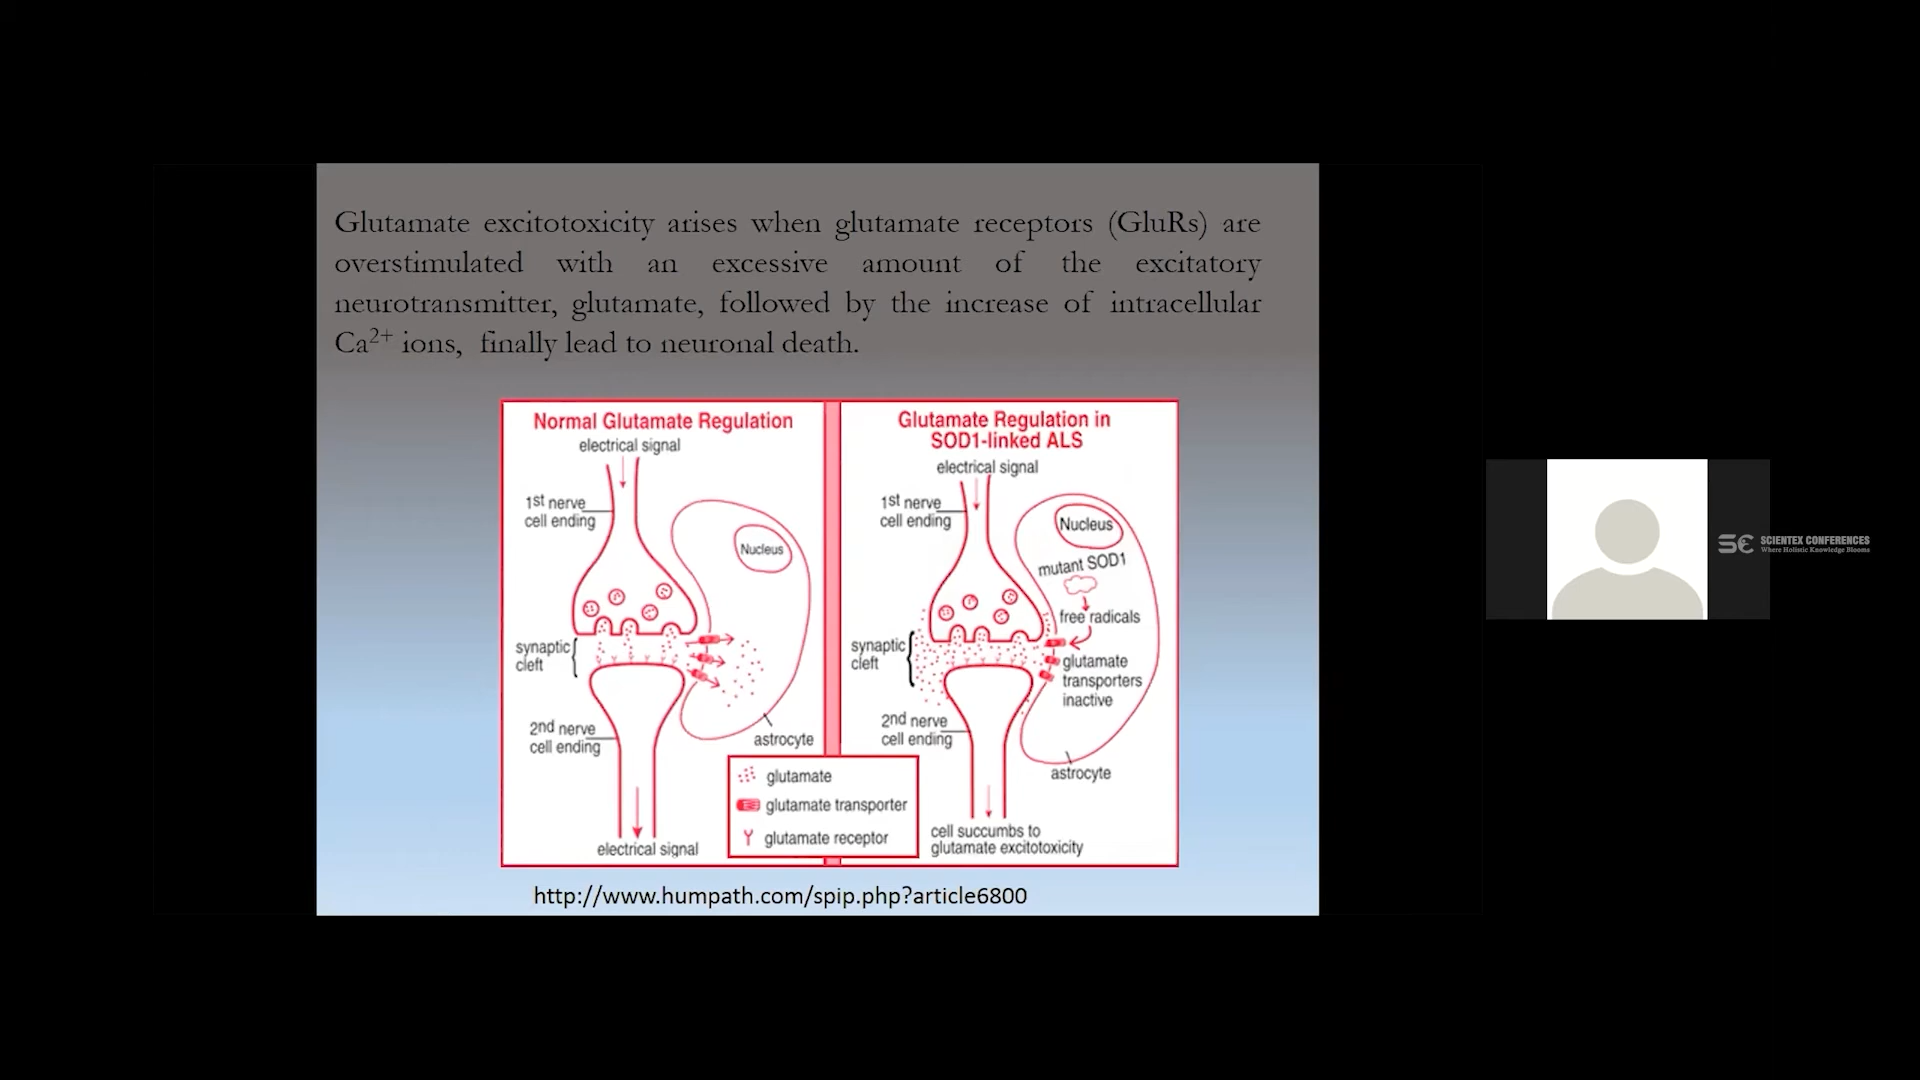 Glutamate excitotoxicity arises when glutamate receptors (GluRs) are
overstimulated with an excessive amount of the excitatory
neurotransmitter, glutamate, followed by the increase of intracellular
Ca²⁺ ions, finally lead to neuronal death.
Normal Glutamate Regulation
electrical signal
1st nerve
cell ending
Nucleus
synaptic
cleft
2nd nerve
cell ending
astrocyte
electrical signal
Glutamate Regulation in
SOD1-linked ALS
electrical signal
1st nerve
cell ending
Nucleus
mutant SOD1
free radicals
synaptic
cleft
glutamate
transporters
inactive
2nd nerve
cell ending
astrocyte
cell succumbs to
glutamate excitotoxicity
glutamate
glutamate transporter
glutamate receptor
http://www.humpath.com/spip.php?article6800
SCIENTEX CONFERENCES
Where Holistic Knowledge Blooms